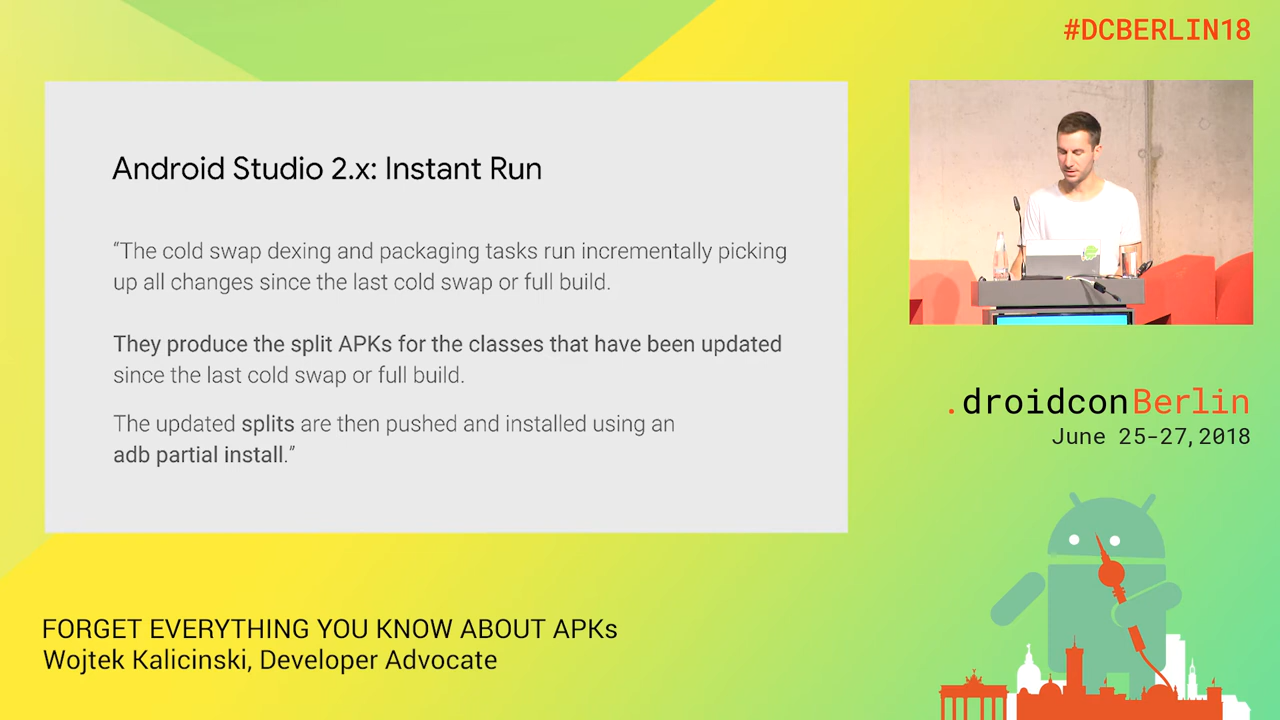 #DCBERLIN18
Android Studio 2.x: Instant Run
“The cold swap dexing and packaging tasks run incrementally picking
up all changes since the last cold swap or full build.
They produce the split APKs for the classes that have been updated
since the last cold swap or full build.
The updated splits are then pushed and installed using an
adb partial install.”
.droidconBerlin
June 25-27, 2018
FORGET EVERYTHING YOU KNOW ABOUT APKs
Wojtek Kalicinski, Developer Advocate